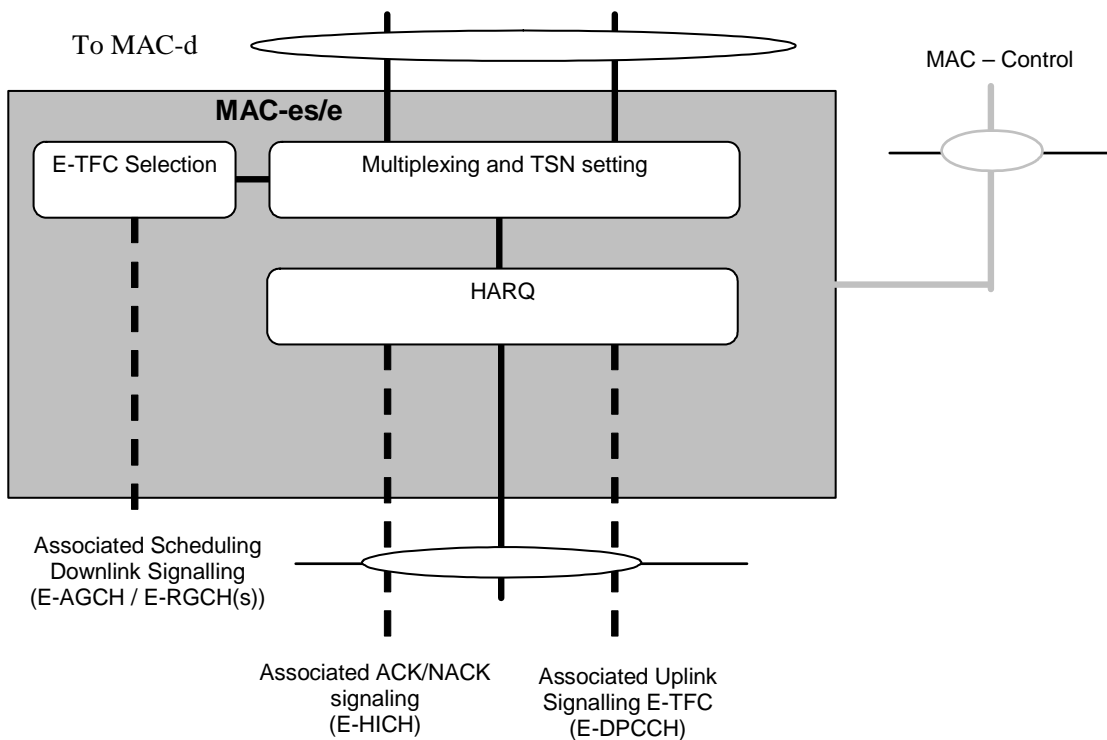 To MAC-d
MAC – Control
MAC-es/e
E-TFC Selection
Multiplexing and TSN setting
HARQ
Associated Scheduling
Downlink Signalling
(E-AGCH / E-RGCH(s))
Associated ACK/NACK
signaling
(E-HICH)
Associated Uplink
Signalling E-TFC
(E-DPCCH)